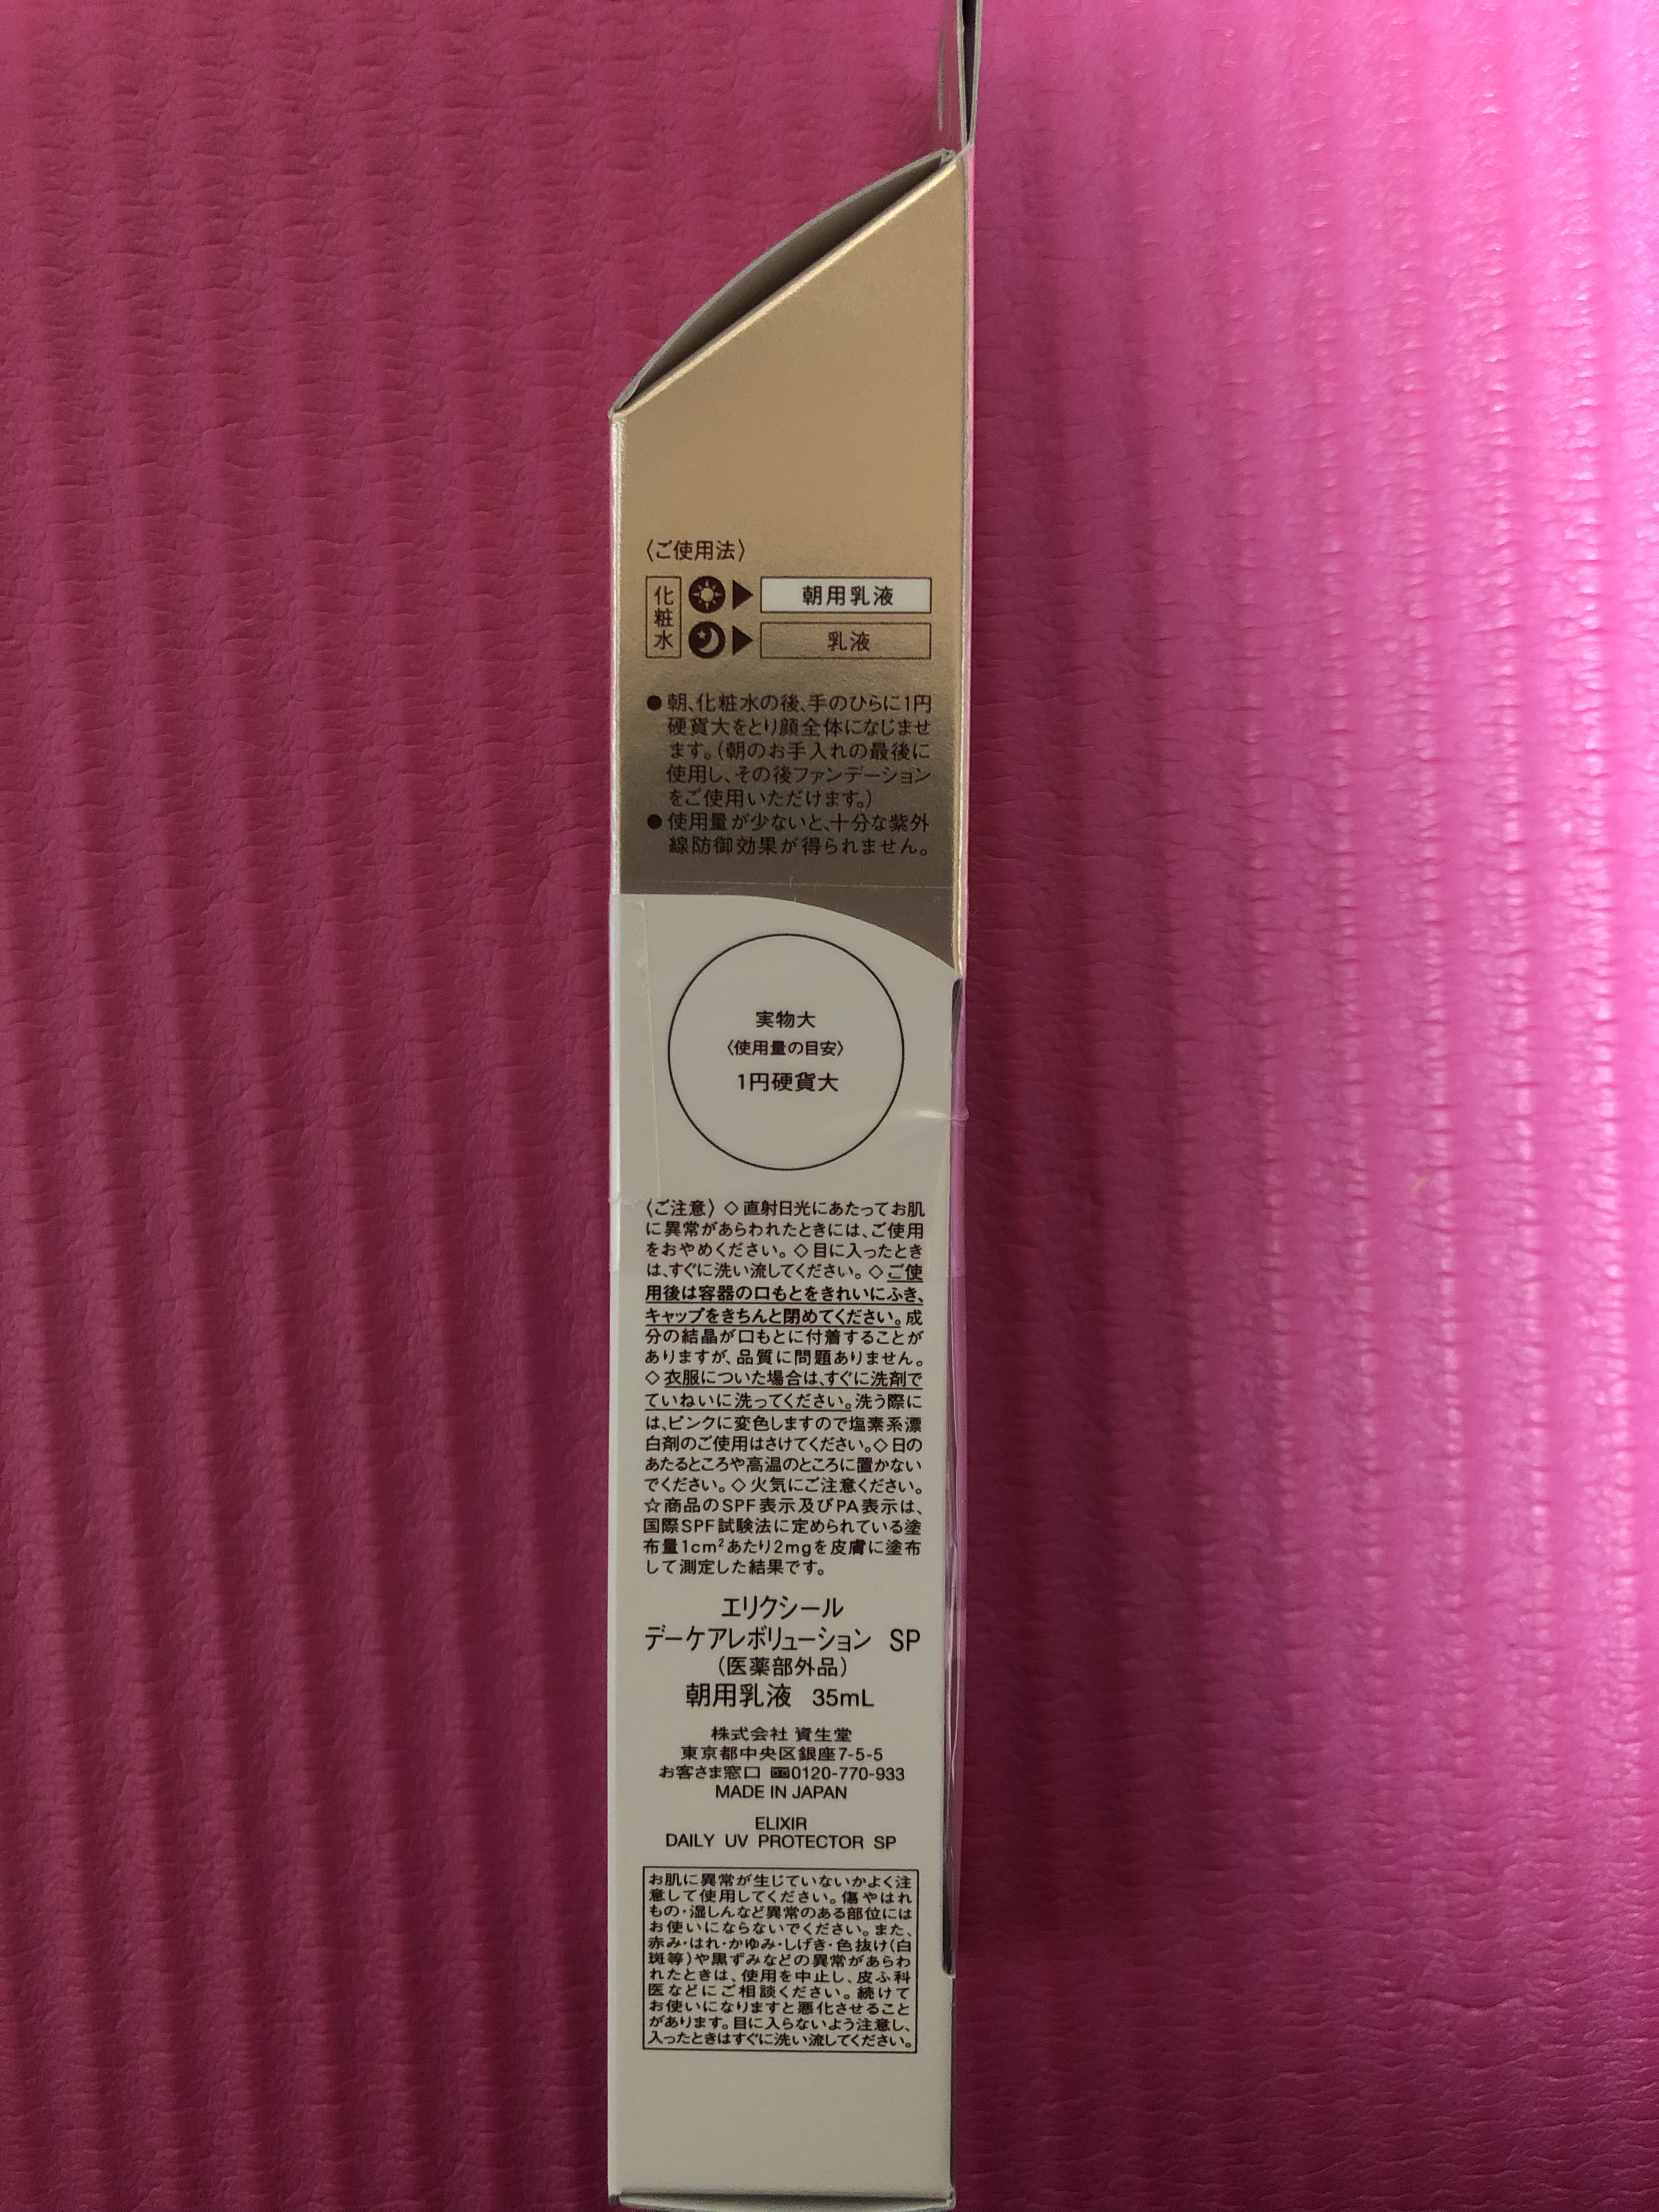 〈ご使用法〉
化粧水
朝用乳液
乳液
●朝、化粧水の後、手のひらに1円
硬貨大をとり顔全体になじませ
ます。(朝のお手入れの最後に
使用し、その後ファンデーション
をご使用いただけます。)
●使用量が少ないと、十分な紫外
線防御効果が得られません。
実物大
〈使用量の目安〉
1円硬貨大
〈ご注意〉◇直射日光にあたってお肌
に異常があらわれたときには、ご使用
をおやめください。◇目に入ったとき
は、すぐに洗い流してください。◇ご使
用後は容器の口もとをきれいにふき、
キャップをきちんと閉めてください。成
分の結晶が口もとに付着することが
ありますが、品質に問題ありません。
◇衣服についた場合は、すぐに洗剤で
ていねいに洗ってください。洗う際に
は、ピンクに変色しますので塩素系漂
白剤のご使用はさけてください。◇日の
あたるところや高温のところに置かない
でください。◇火気にご注意ください。
☆商品のSPF表示及びPA表示は、
国際SPF試験法に定められている塗
布量1cm²あたり2mgを皮膚に塗布
して測定した結果です。
エリクシール
デーケアレボリューション SP
(医薬部外品)
朝用乳液 35mL
株式会社 資生堂
東京都中央区銀座7-5-5
お客さま窓口 0120-770-933
MADE IN JAPAN
ELIXIR
DAILY UV PROTECTOR SP
お肌に異常が生じていないかよく注
意して使用してください。傷やはれ
もの・湿しんなど異常のある部位には
お使いにならないでください。また、
赤み・はれ・かゆみ・しげき・色抜け(白
斑等)や黒ずみなどの異常があらわ
れたときは、使用を中止し、皮ふ科
医などにご相談ください。続けて
お使いになりますと悪化させること
があります。目に入らないよう注意し、
入ったときはすぐに洗い流してください。